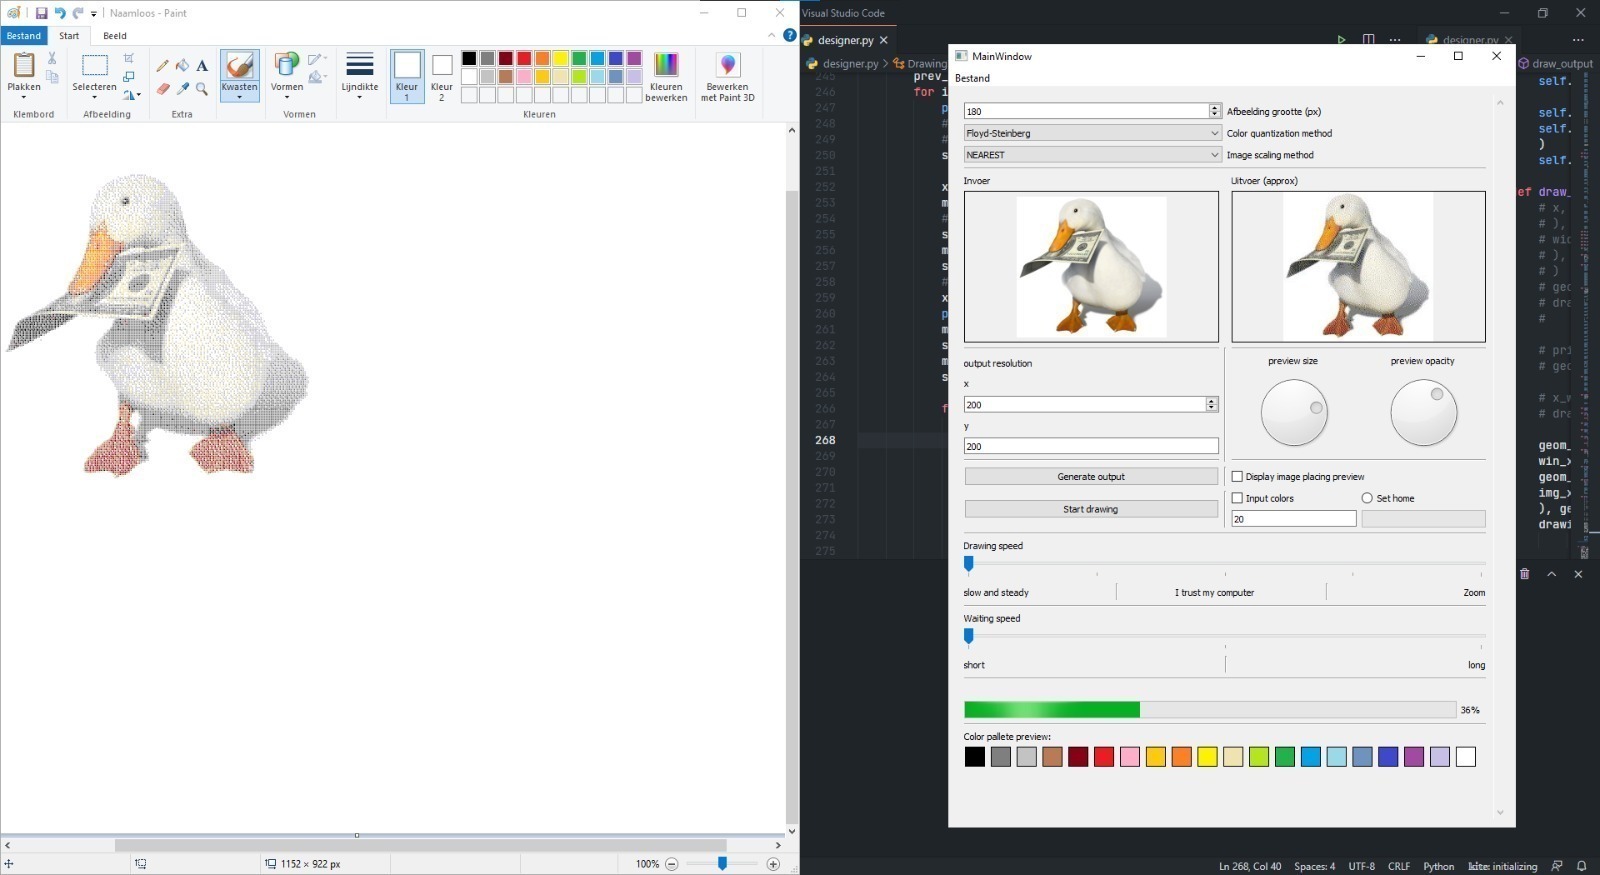 Naamloos - Paint
Bestand Start Beeld
Plakken
Selecteren
Kwasten
Vormen
Lijndikte
Kleur 1
Kleur 2
Kleuren bewerken
Bewerken met Paint 3D
Klembord
Afbeelding
Extra
Vormen
Kleuren
1152 × 922 px
100%
Visual Studio Code
designer.py
designer.py
designer.py > Drawing
draw_output
245 prev_
246 for i
247 p
248 #
249 #
250 s
251
252 x
253 m
254 #
255 s
256 m
257 s
258 #
259 x
260 p
261 m
262 s
263 m
264 s
265
266 f
267
268
269
270
271
272
273
274
275
self.
self.
self.
)
self.
ef draw_
# x,
# ),
# wid
# ),
# )
# geo
# dra
#
# pri
# geo
# x_w
# dra
geom_
win_x
geom_
img_x
), ge
drawi
MainWindow
Bestand
180 Afbeelding grootte (px)
Floyd-Steinberg Color quantization method
NEAREST Image scaling method
Invoer
Uitvoer (approx)
output resolution
x
200
y
200
preview size
preview opacity
Generate output
Start drawing
Display image placing preview
Input colors
Set home
20
Drawing speed
slow and steady I trust my computer Zoom
Waiting speed
short long
36%
Color pallete preview:
Ln 268, Col 40 Spaces: 4 UTF-8 CRLF Python kite: initializing